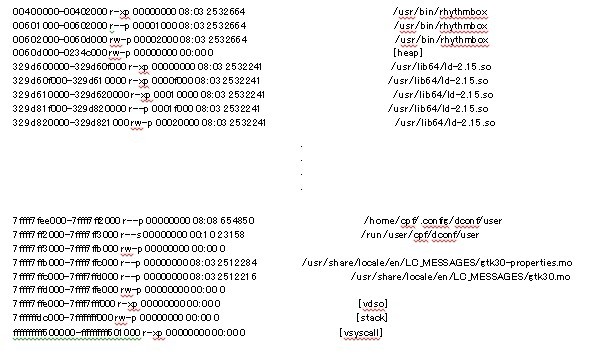 00400000-00402000 r-xp 00000000 08:03 2532664 /usr/bin/rhythmbox
00601000-00602000 r--p 00001000 08:03 2532664 /usr/bin/rhythmbox
00602000-0060d000 rw-p 00002000 08:03 2532664 /usr/bin/rhythmbox
0060d000-0234c000 rw-p 00000000 00:00 0 [heap]
329d600000-329d60f000 r-xp 00000000 08:03 2532241 /usr/lib64/ld-2.15.so
329d60f000-329d610000 r-xp 0000f000 08:03 2532241 /usr/lib64/ld-2.15.so
329d610000-329d620000 r-xp 00010000 08:03 2532241 /usr/lib64/ld-2.15.so
329d81f000-329d820000 r--p 0001f000 08:03 2532241 /usr/lib64/ld-2.15.so
329d820000-329d821000 rw-p 00020000 08:03 2532241 /usr/lib64/ld-2.15.so
.
.
.
.
7ffff7fee000-7ffff7ff2000 r--p 00000000 08:08 654850 /home/cpf/.config/dconf/user
7ffff7ff2000-7ffff7ff3000 r--s 00000000 00:10 23158 /run/user/cpf/dconf/user
7ffff7ff3000-7ffff7ffb000 rw-p 00000000 00:00 0
7ffff7ffb000-7ffff7ffc000 r--p 00000000 08:03 2512284 /usr/share/locale/en/LC_MESSAGES/gtk30-properties.mo
7ffff7ffc000-7ffff7ffd000 r--p 00000000 08:03 2512216 /usr/share/locale/en/LC_MESSAGES/gtk30.mo
7ffff7ffd000-7ffff7ffe000 rw-p 00000000 00:00 0
7ffff7ffe000-7ffff7fff000 r-xp 00000000 00:00 0 [vdso]
7ffffffdc000-7ffffffff000 rw-p 00000000 00:00 0 [stack]
ffffffffff600000-ffffffffff601000 r-xp 00000000 00:00 0 [vsyscall]